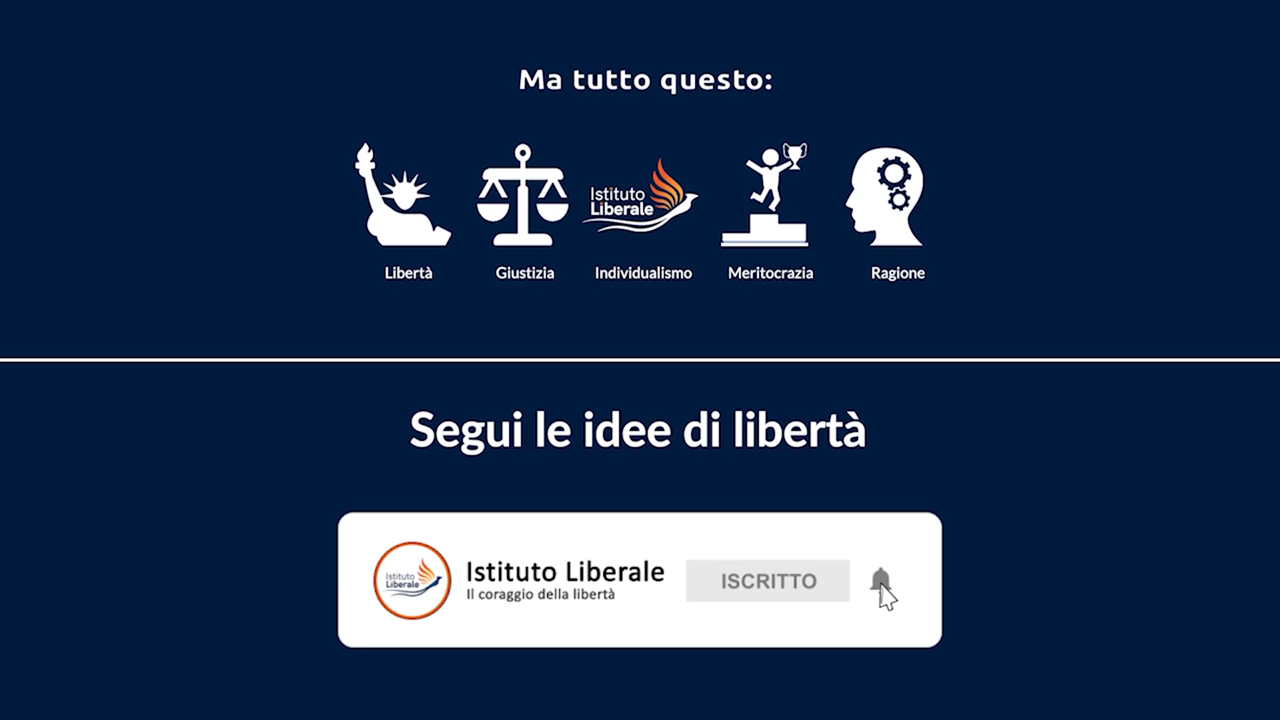 Ma tutto questo:
Istituto
Liberale
Libertà
Giustizia
Individualismo
Meritocrazia
Ragione
Segui le idee di libertà
Istituto
Liberale
Istituto Liberale
Il coraggio della libertà
ISCRITTO